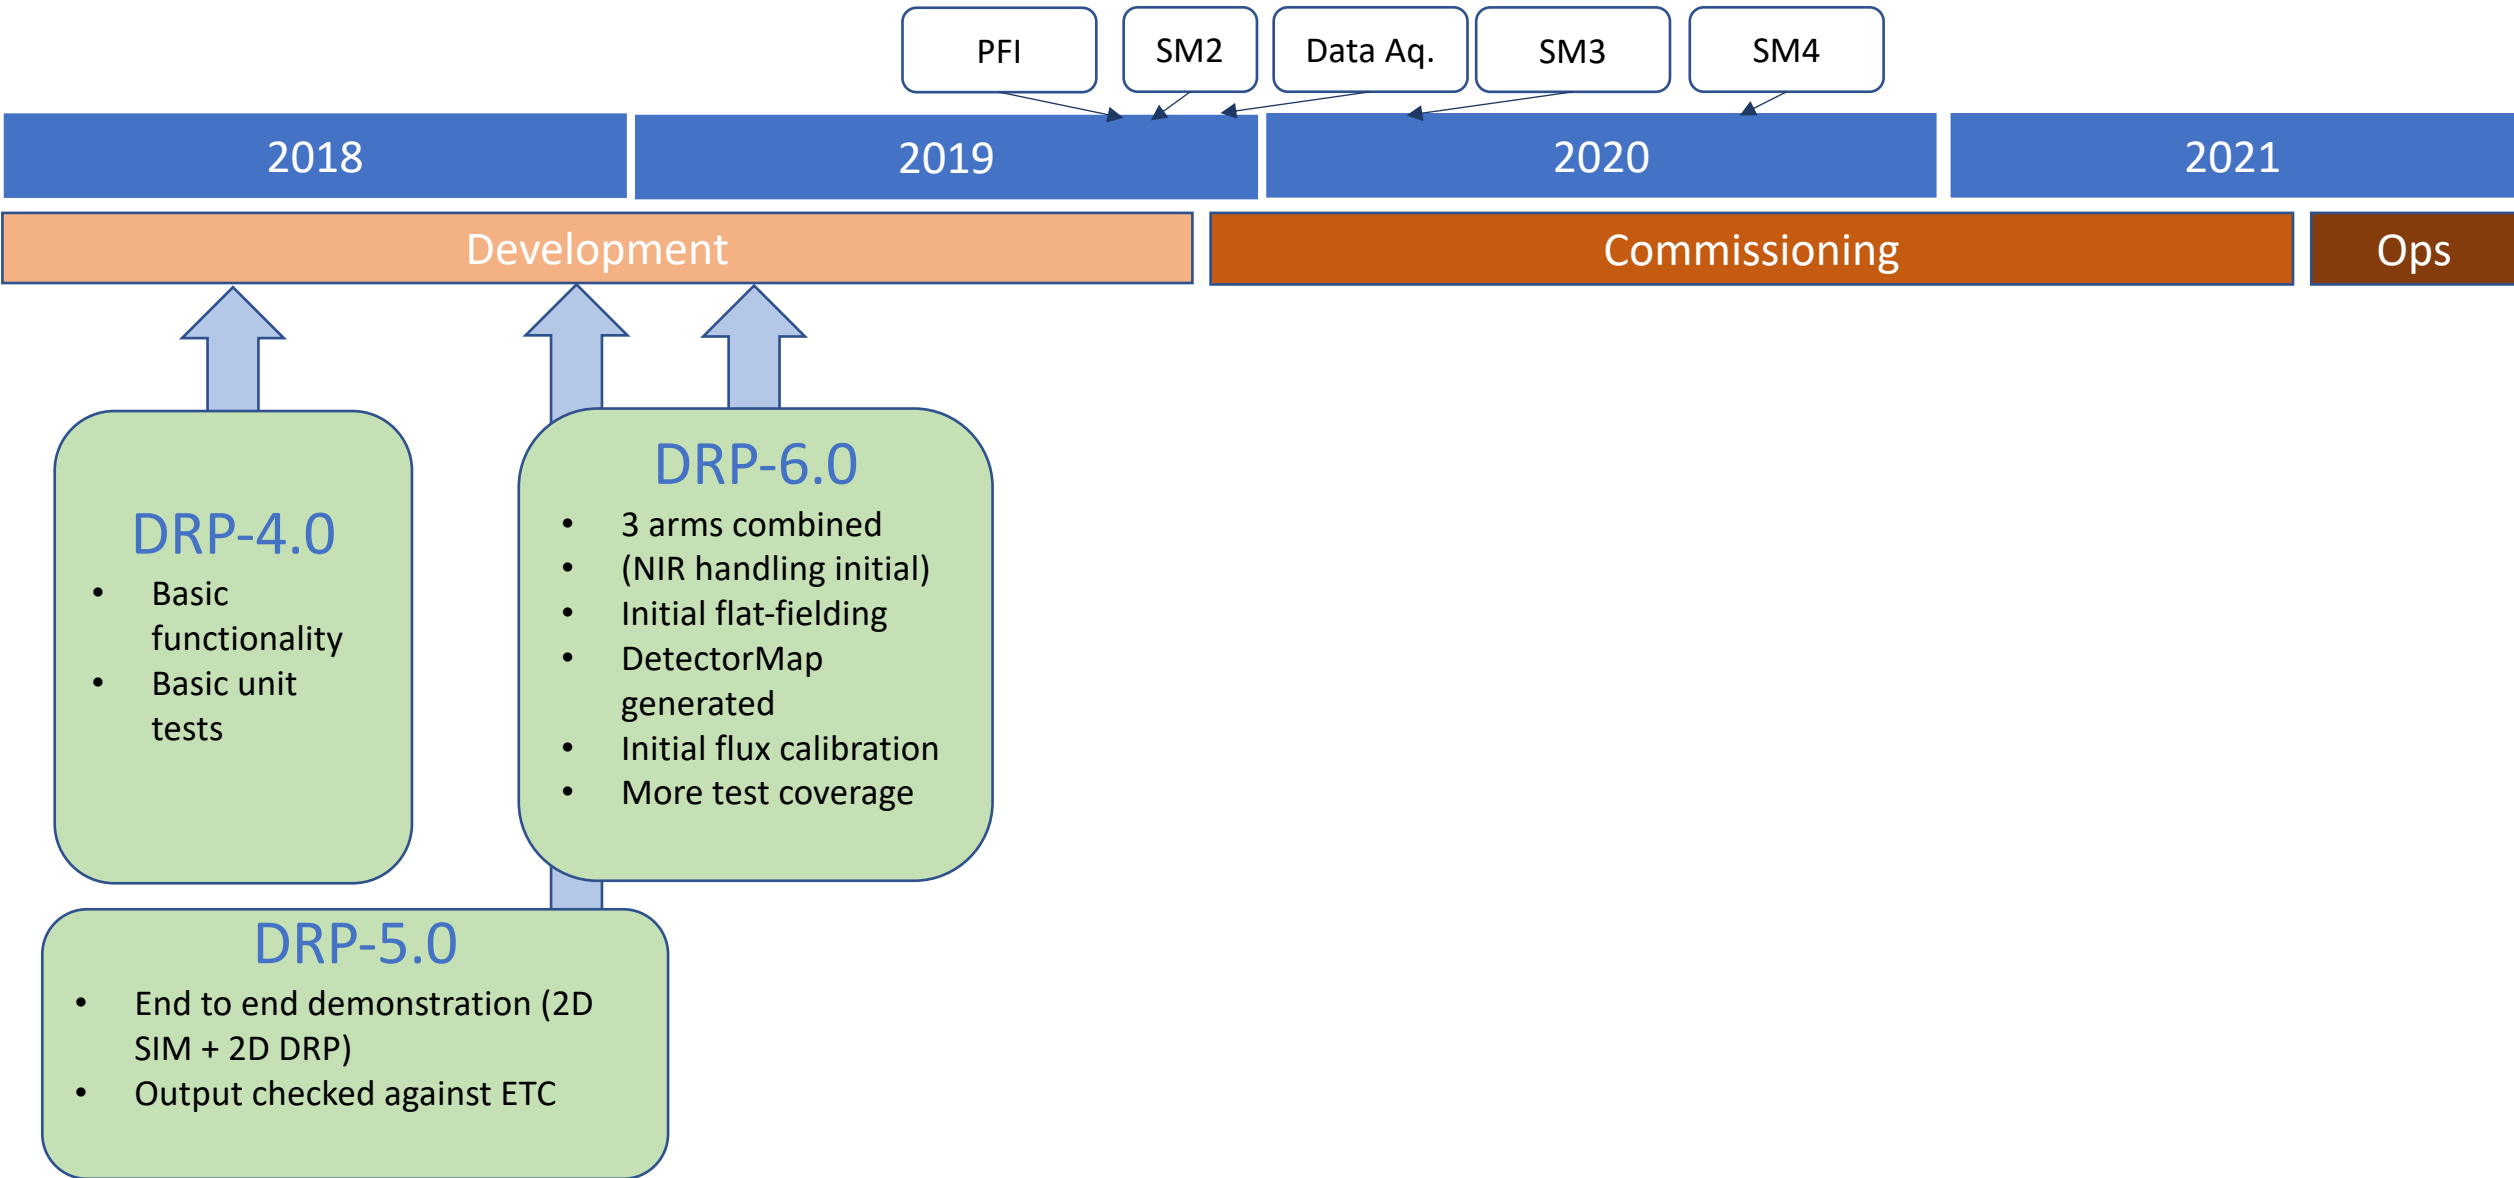 PFI
SM2
Data Aq.
SM3
SM4
2018
2019
2020
2021
Development
Commissioning
Ops
DRP-4.0
• Basic
functionality
• Basic unit
tests
DRP-6.0
• 3 arms combined
• (NIR handling initial)
• Initial flat-fielding
• DetectorMap
generated
• Initial flux calibration
• More test coverage
DRP-5.0
• End to end demonstration (2D
SIM + 2D DRP)
• Output checked against ETC